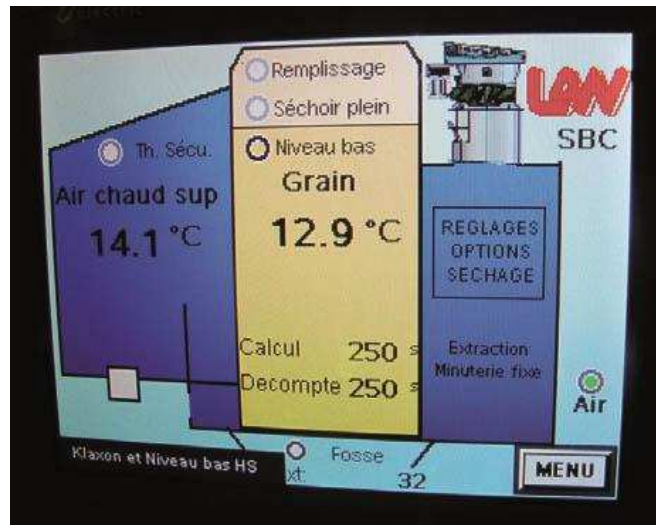 Remplissage
Séchoir plein
LAW
SBC
Th. Sécu.
Niveau bas
Air chaud sup
Grain
14.1 °C
12.9 °C
REGLAGES
OPTIONS
SECHAGE
Calcul 250 s
Decompte 250 s
Extraction
Minuterie fixe
Air
Klaxon et Niveau bas HS
xt:
Fosse
32
MENU